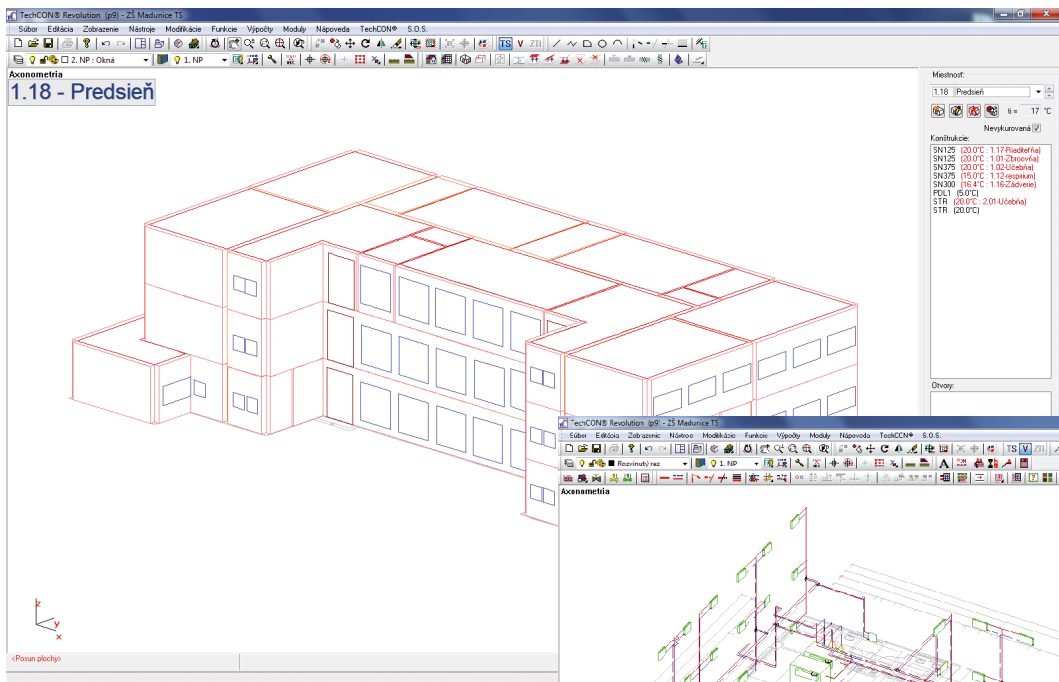 TechCON® Revolution (p9) - ZŠ Madunice TS
Súbor Editácia Zobrazenie Nástroje Modifikácie Funkcie Výpočty Moduly Nápoveda TechCON® S.O.S.
TS V ZTI
2. NP : Okná 1. NP
Axonometria
1.18 - Predsieň
Miestnosť:
1.18 Predsieň
ti = 17 °C
Nevykurovaná
Konštrukcie:
SN125 (20.0°C : 1.17-Riaditeľňa)
SN125 (20.0°C : 1.01-Zbrovňa)
SN375 (20.0°C : 1.02-Učebňa)
SN375 (15.0°C : 1.12-respirium)
SN300 (16.4°C : 1.16-Zádverie)
PDL1 (5.0°C)
STR (20.0°C : 2.01-Učebňa)
STR (20.0°C)
Otvory:
z
y
x
<Posun plochy>
TechCON® Revolution (p9) - ZŠ Madunice TS
Súbor Editácia Zobrazenie Nástroje Modifikácie Funkcie Výpočty Moduly Nápoveda TechCON® S.O.S.
TS V ZTI
Rozvinutý rez 1. NP
Axonometria